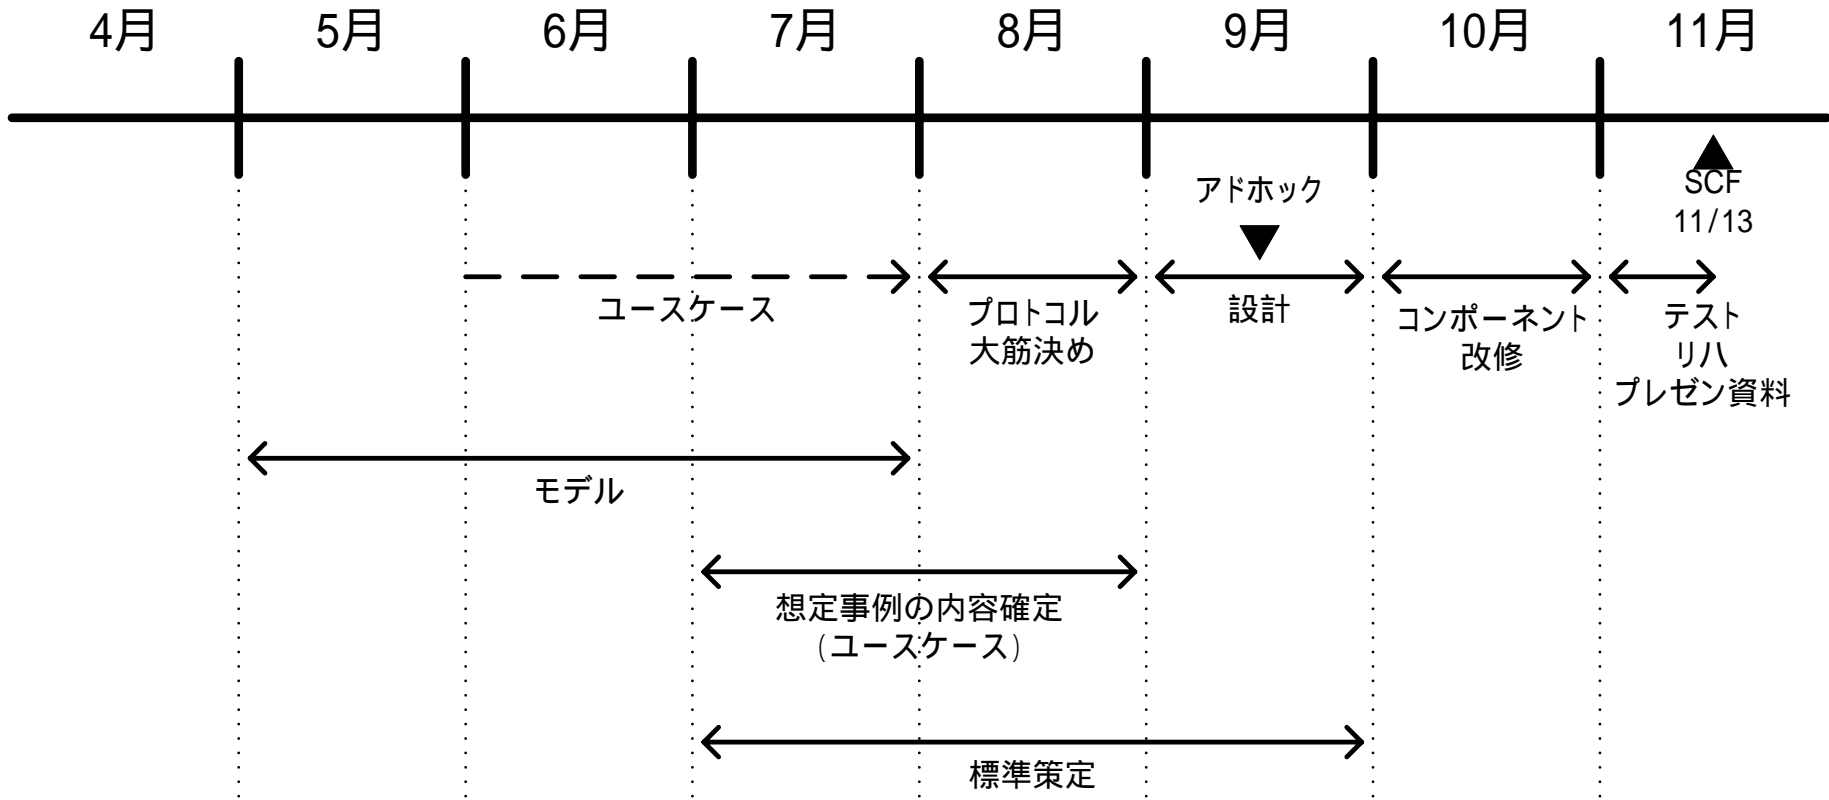 4月 5月 6月 7月 8月 9月 10月 11月
アドホック
SCF
11/13
ユースケース
プロトコル
大筋決め
設計
コンポーネント
改修
テスト
リハ
プレゼン資料
モデル
想定事例の内容確定
(ユースケース)
標準策定